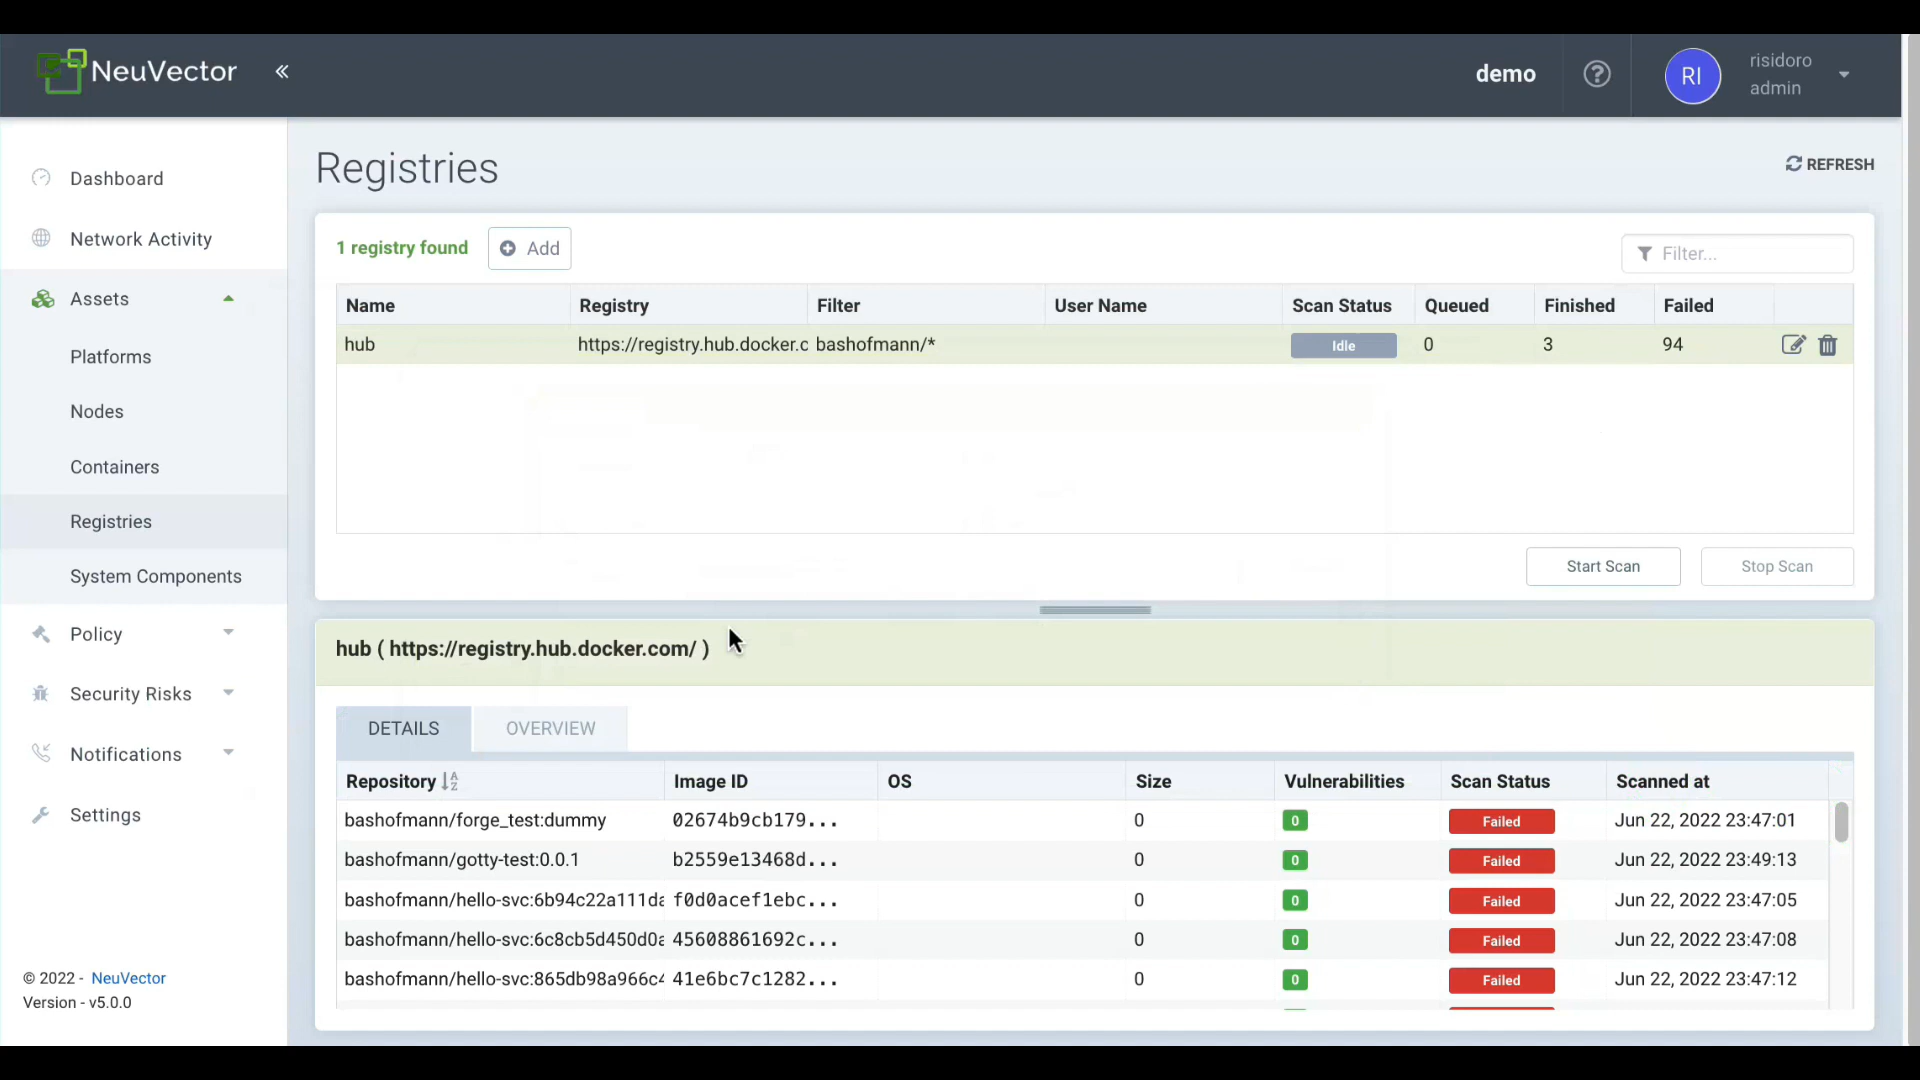 NeuVector «
demo
?
RI
risidoro
admin
Dashboard
Network Activity
Assets
Platforms
Nodes
Containers
Registries
System Components
Policy
Security Risks
Notifications
Settings
© 2022 - NeuVector
Version - v5.0.0
Registries
REFRESH
1 registry found
Add
Filter...
Name Registry Filter User Name Scan Status Queued Finished Failed
hub https://registry.hub.docker.c bashofmann/* Idle 0 3 94
Start Scan
Stop Scan
hub ( https://registry.hub.docker.com/ )
DETAILS
OVERVIEW
Repository Image ID OS Size Vulnerabilities Scan Status Scanned at
bashofmann/forge_test:dummy 02674b9cb179... 0 0 Failed Jun 22, 2022 23:47:01
bashofmann/gotty-test:0.0.1 b2559e13468d... 0 0 Failed Jun 22, 2022 23:49:13
bashofmann/hello-svc:6b94c22a111da f0d0acef1ebc... 0 0 Failed Jun 22, 2022 23:47:05
bashofmann/hello-svc:6c8cb5d450d0a 45608861692c... 0 0 Failed Jun 22, 2022 23:47:08
bashofmann/hello-svc:865db98a966c4 41e6bc7c1282... 0 0 Failed Jun 22, 2022 23:47:12